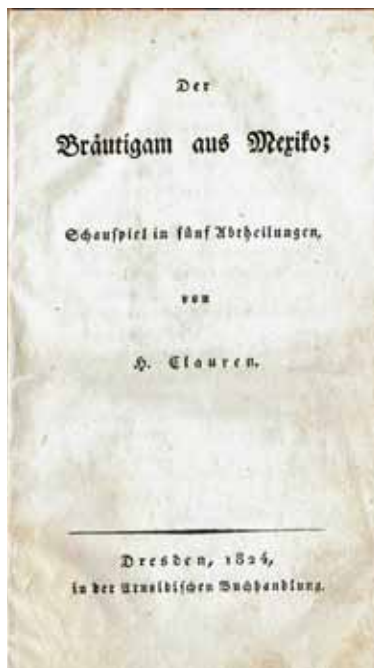 Der
Bräutigam aus Mexiko;
Schauspiel in fünf Abtheilungen,
von
H. Clauren.
Dresden, 1824,
in der Arnoldischen Buchhandlung.